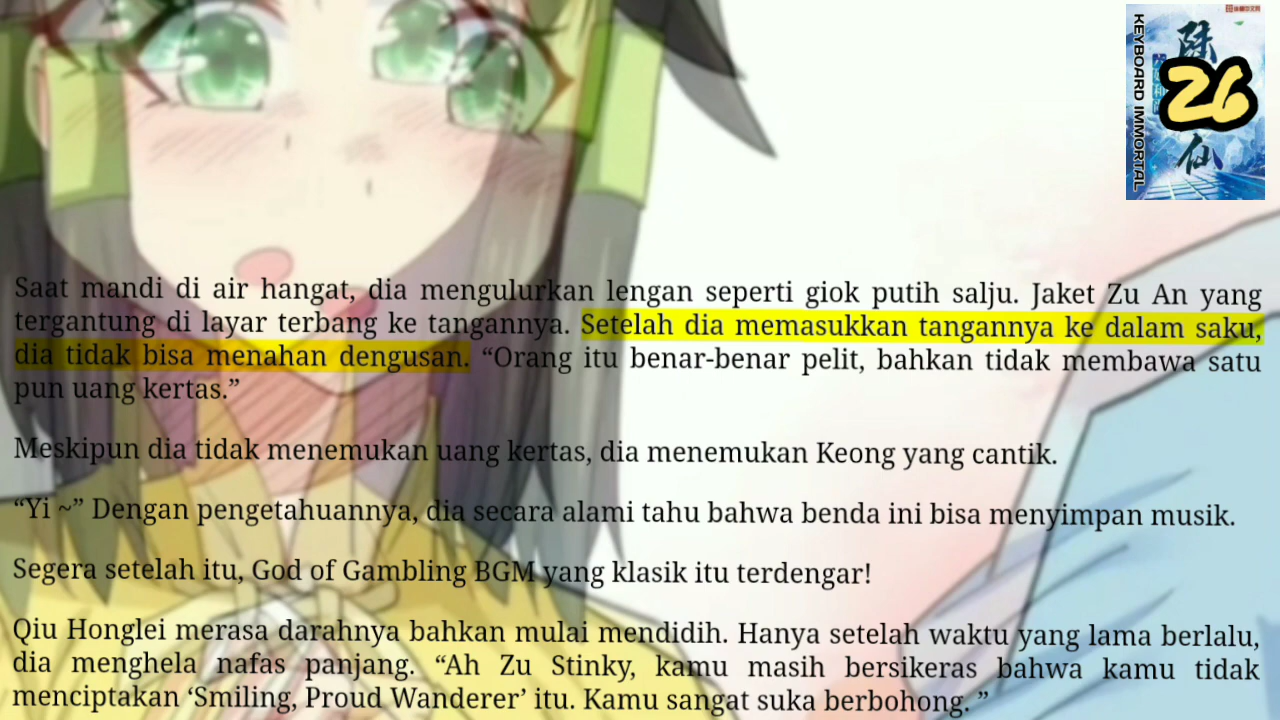 KEYBOARD IMMORTAL
26
仙
Saat mandi di air hangat, dia mengulurkan lengan seperti giok putih salju. Jaket Zu An yang
tergantung di layar terbang ke tangannya. Setelah dia memasukkan tangannya ke dalam saku,
dia tidak bisa menahan dengusan. “Orang itu benar-benar pelit, bahkan tidak membawa satu
pun uang kertas.”
Meskipun dia tidak menemukan uang kertas, dia menemukan Keong yang cantik.
“Yi ~” Dengan pengetahuannya, dia secara alami tahu bahwa benda ini bisa menyimpan musik.
Segera setelah itu, God of Gambling BGM yang klasik itu terdengar!
Qiu Honglei merasa darahnya bahkan mulai mendidih. Hanya setelah waktu yang lama berlalu,
dia menghela nafas panjang. “Ah Zu Stinky, kamu masih bersikeras bahwa kamu tidak
menciptakan ‘Smiling, Proud Wanderer’ itu. Kamu sangat suka berbohong. ”